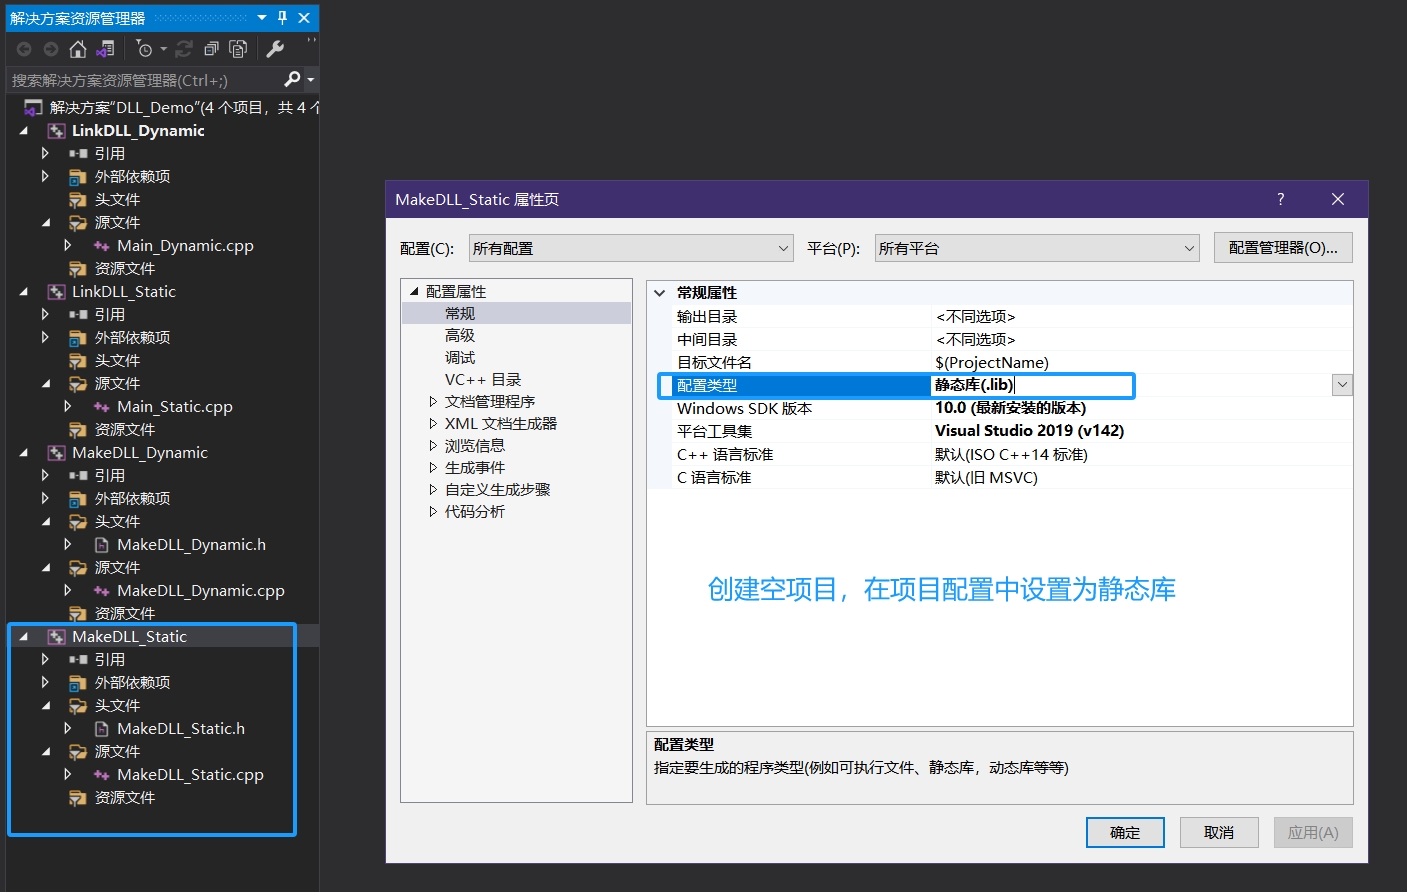 解决方案资源管理器
搜索解决方案资源管理器(Ctrl+;)
解决方案"DLL_Demo"(4 个项目，共 4 个
LinkDLL_Dynamic
引用
外部依赖项
头文件
源文件
Main_Dynamic.cpp
资源文件
LinkDLL_Static
引用
外部依赖项
头文件
源文件
Main_Static.cpp
资源文件
MakeDLL_Dynamic
引用
外部依赖项
头文件
MakeDLL_Dynamic.h
源文件
MakeDLL_Dynamic.cpp
资源文件
MakeDLL_Static
引用
外部依赖项
头文件
MakeDLL_Static.h
源文件
MakeDLL_Static.cpp
资源文件
MakeDLL_Static 属性页
配置(C): 所有配置 平台(P): 所有平台 配置管理器(O)...
配置属性
常规
高级
调试
VC++ 目录
文档管理程序
XML 文档生成器
浏览信息
生成事件
自定义生成步骤
代码分析
常规属性
输出目录 <不同选项>
中间目录 <不同选项>
目标文件名 $(ProjectName)
配置类型 静态库(.lib)
Windows SDK 版本 10.0 (最新安装的版本)
平台工具集 Visual Studio 2019 (v142)
C++ 语言标准 默认(ISO C++14 标准)
C 语言标准 默认(旧 MSVC)
创建空项目，在项目配置中设置为静态库
配置类型
指定要生成的程序类型(例如可执行文件、静态库，动态库等等)
确定 取消 应用(A)